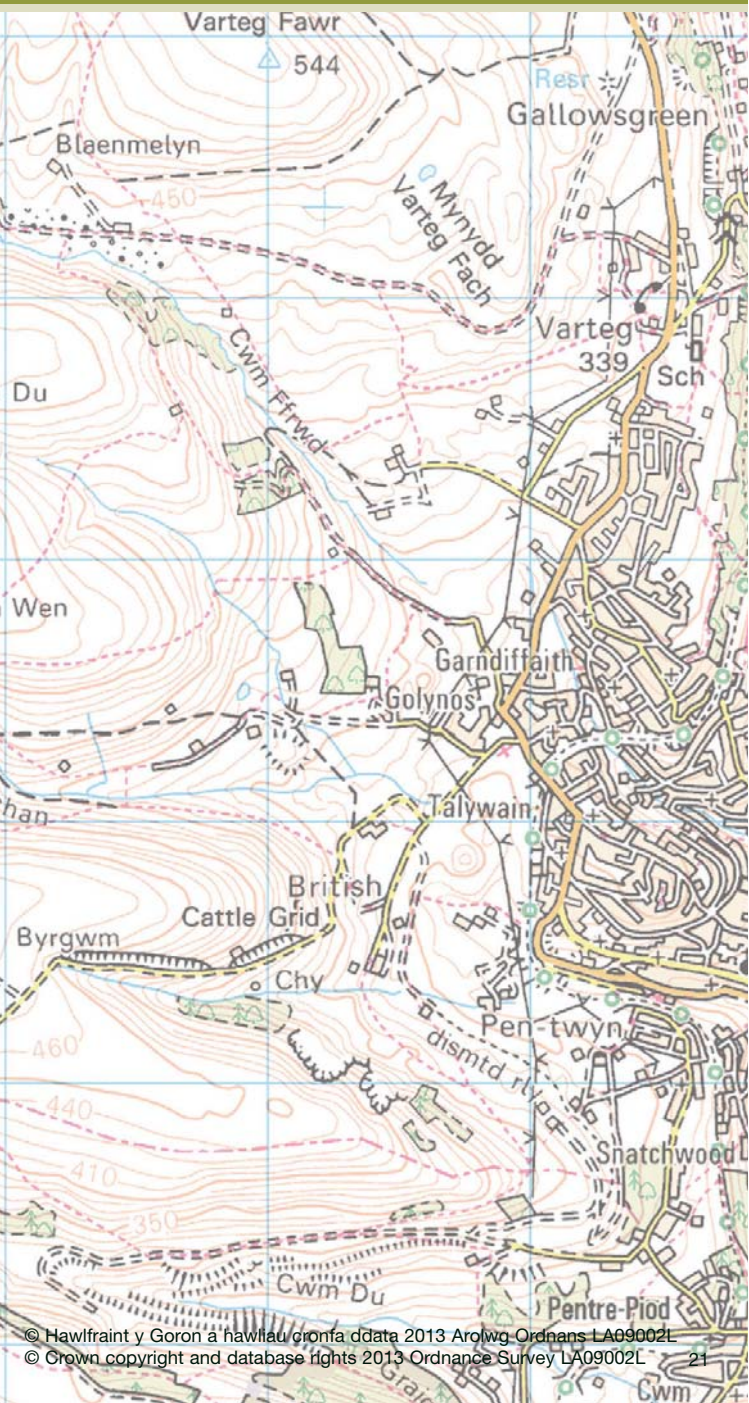 Varteg Fawr
544
Resr
Gallowsgreen
Blaenmelyn
450
Mynydd
Varteg Fach
Varteg
339
Sch
Cwm Ffrwd
Du
Wen
Garndiffaith
Golynos
Talywain
han
British
Cattle Grid
Byrgwm
Chy
Pen-twyn
460
dismtd rly
440
Snatchwood
410
350
Cwm Du
Pentre-Piod
© Hawlfraint y Goron a hawliau cronfa ddata 2013 Arolwg Ordnans LA09002L
© Crown copyright and database rights 2013 Ordnance Survey LA09002L
21
Graig
Cwm